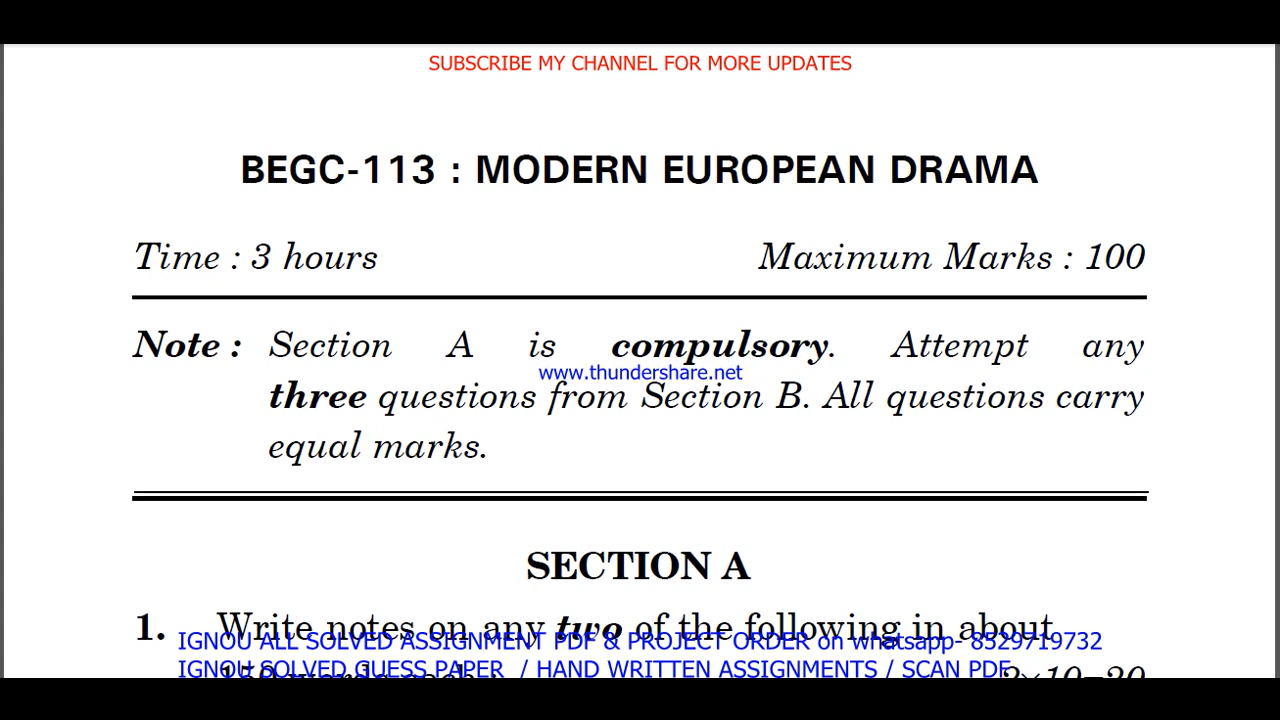 SUBSCRIBE MY CHANNEL FOR MORE UPDATES
BEGC-113 : MODERN EUROPEAN DRAMA
Time : 3 hours Maximum Marks : 100
Note : Section A is compulsory. Attempt any
www.thundershare.net
three questions from Section B. All questions carry
equal marks.
SECTION A
1. Write notes on any two of the following in about
IGNOU ALL SOLVED ASSIGNMENT PDF & PROJECT ORDER on whatsapp- 8529719732
IGNOU SOLVED GUESS PAPER / HAND WRITTEN ASSIGNMENTS / SCAN PDF
2×10=20